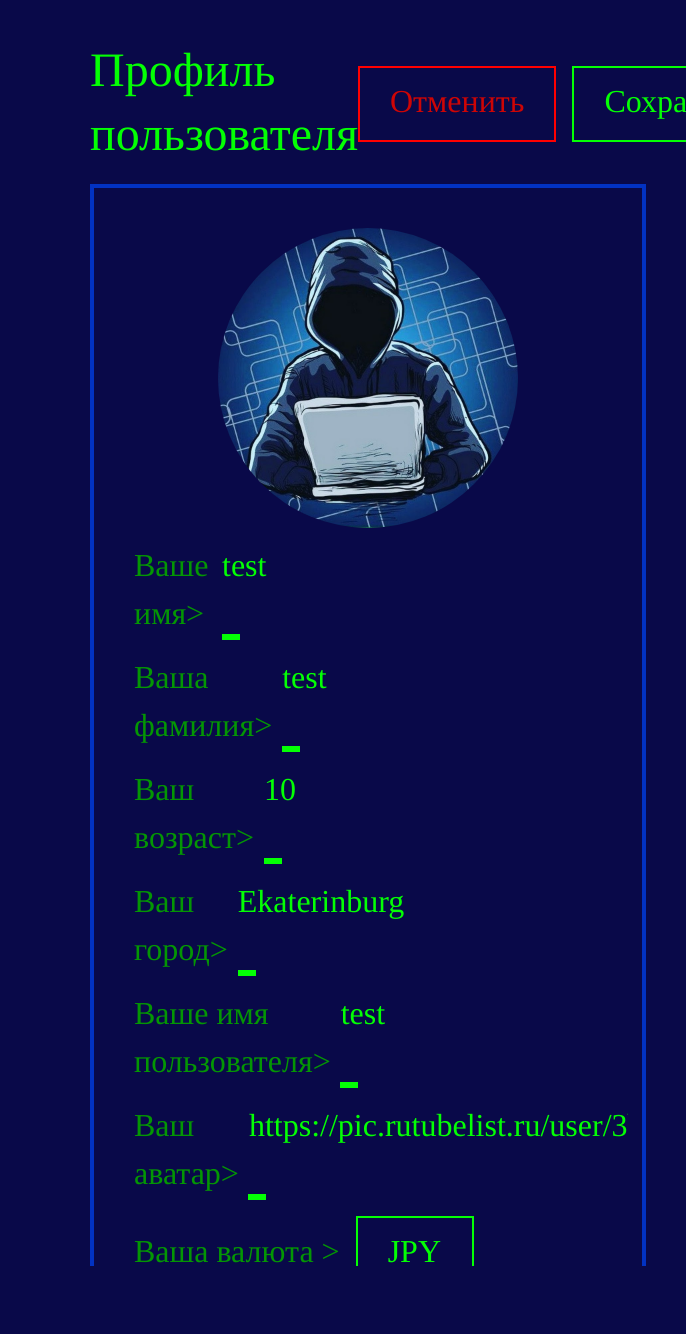 Профиль
пользователя
Отменить
Сохра
Ваше test
имя>
Ваша test
фамилия>
Ваш 10
возраст>
Ваш Ekaterinburg
город>
Ваше имя test
пользователя>
Ваш https://pic.rutubelist.ru/user/3
аватар>
Ваша валюта > JPY